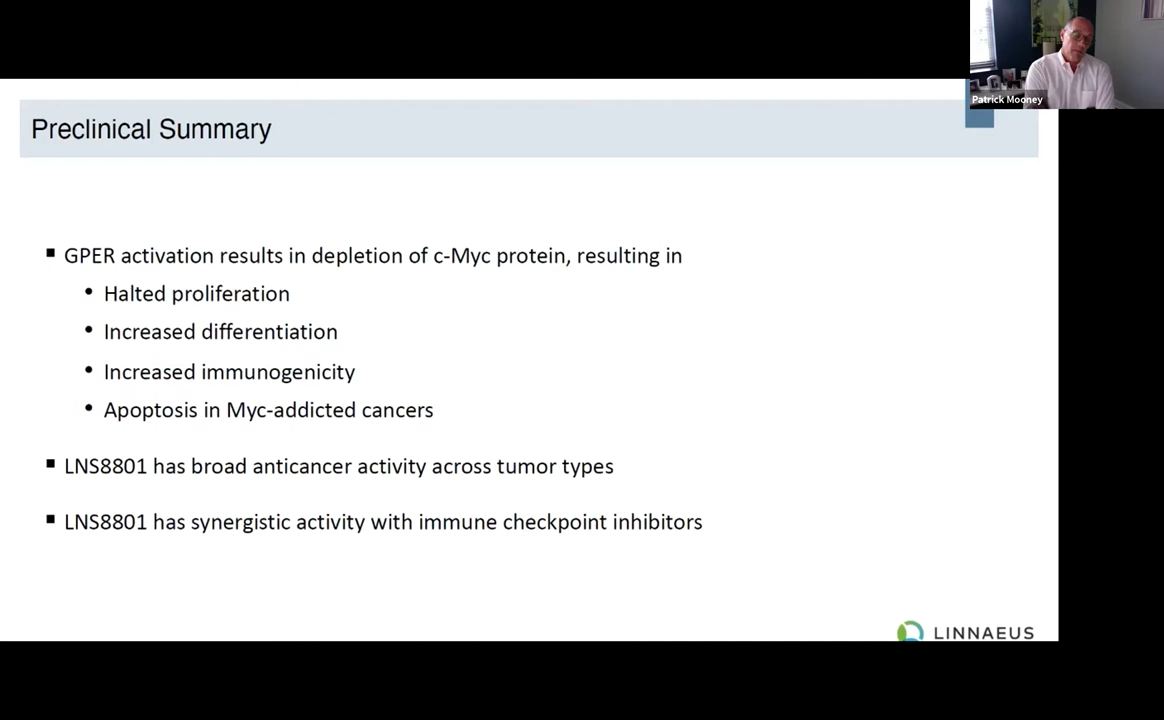 Patrick Mooney
Preclinical Summary
▪ GPER activation results in depletion of c-Myc protein, resulting in
• Halted proliferation
• Increased differentiation
• Increased immunogenicity
• Apoptosis in Myc-addicted cancers
▪ LNS8801 has broad anticancer activity across tumor types
▪ LNS8801 has synergistic activity with immune checkpoint inhibitors
LINNAEUS